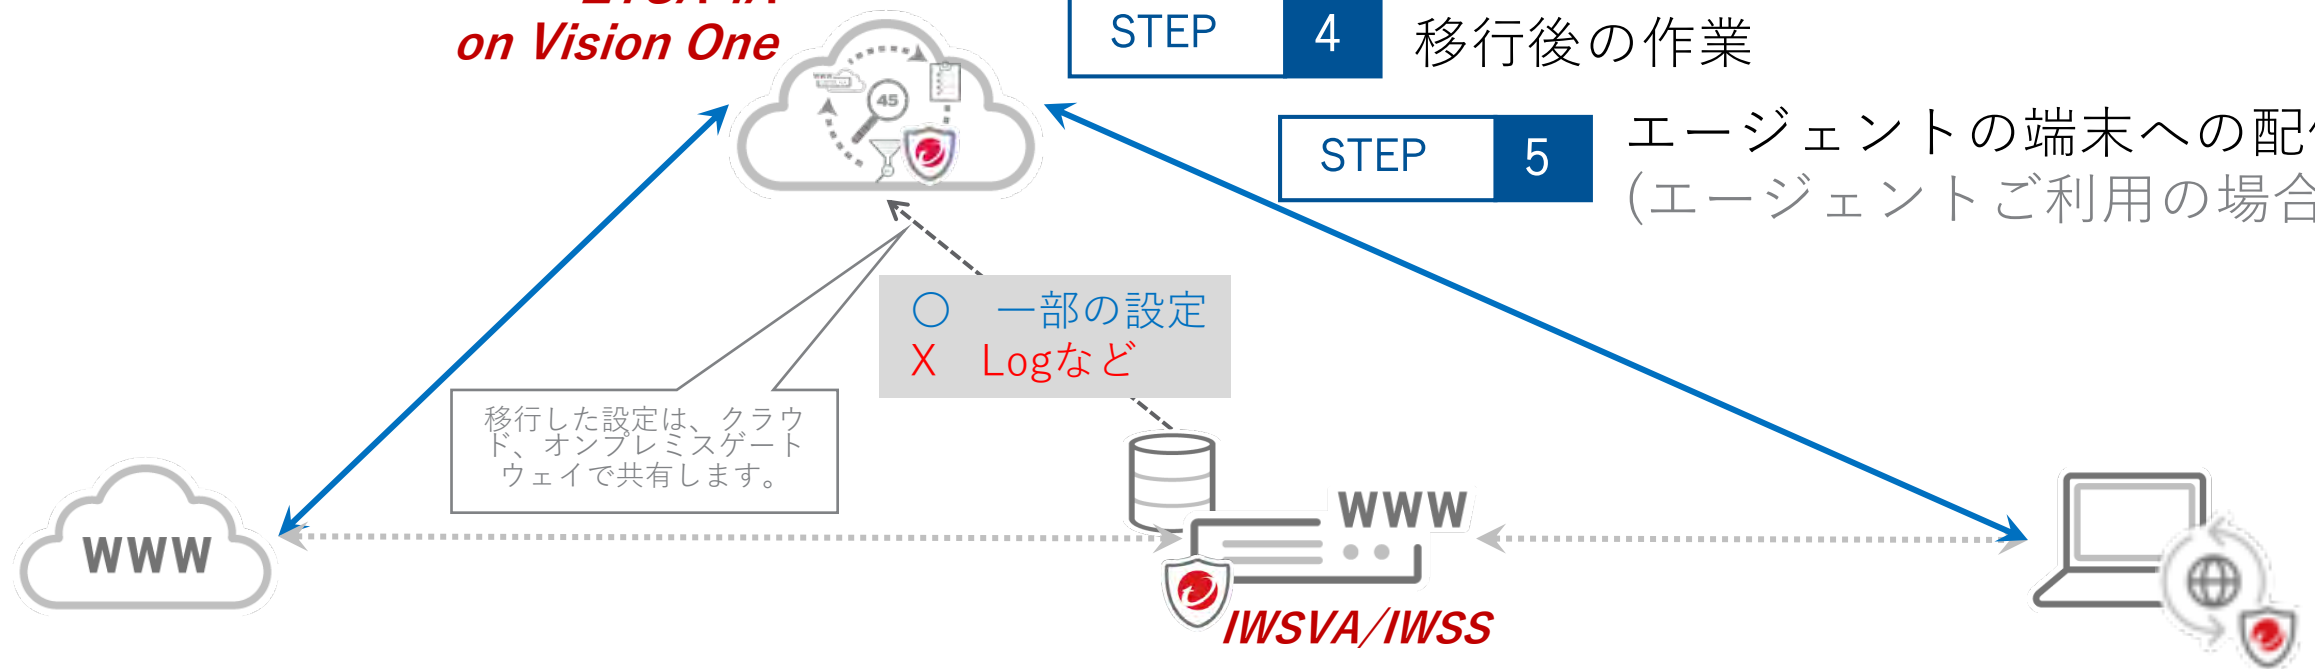 on Vision One
STEP 4 移行後の作業
STEP 5 エージェントの端末への配
(エージェントご利用の場合
45
○ 一部の設定
X Logなど
移行した設定は、クラウ
ド、オンプレミスゲート
ウェイで共有します。
WWW
WWW
IWSVA/IWSS